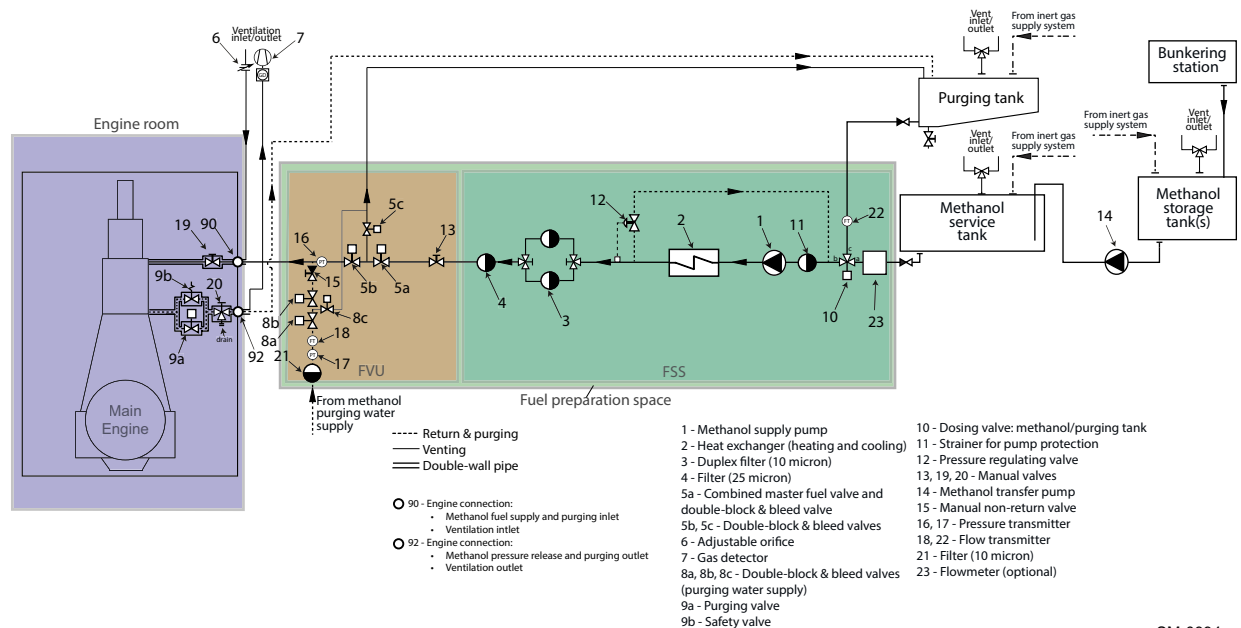 6
Ventilation
inlet/outlet
7
GD
Engine room
19
90
9b
20
drain
9a
92
Main
Engine
16
PT
15
5c
5b
5a
13
8b
8a
8c
FT
18
PT
17
21
FVU
From methanol
purging water
supply
4
3
12
2
1
11
FT
22
c
b
a
10
23
FSS
Fuel preparation space
Vent
inlet/
outlet
From inert gas
supply system
Purging tank
Vent
inlet/
outlet
From inert gas
supply system
Methanol
service
tank
14
Bunkering
station
From inert gas
supply system
Vent
inlet/
outlet
Methanol
storage
tank(s)
Return & purging
Venting
Double-wall pipe
90 - Engine connection:
• Methanol fuel supply and purging inlet
• Ventilation intlet
92 - Engine connection:
• Methanol pressure release and purging outlet
• Ventilation outlet
1 - Methanol supply pump
2 - Heat exchanger (heating and cooling)
3 - Duplex filter (10 micron)
4 - Filter (25 micron)
5a - Combined master fuel valve and
double-block & bleed valve
5b, 5c - Double-block & bleed valves
6 - Adjustable orifice
7 - Gas detector
8a, 8b, 8c - Double-block & bleed valves
(purging water supply)
9a - Purging valve
9b - Safety valve
10 - Dosing valve: methanol/purging tank
11 - Strainer for pump protection
12 - Pressure regulating valve
13, 19, 20 - Manual valves
14 - Methanol transfer pump
15 - Manual non-return valve
16, 17 - Pressure transmitter
18, 22 - Flow transmitter
21 - Filter (10 micron)
23 - Flowmeter (optional)